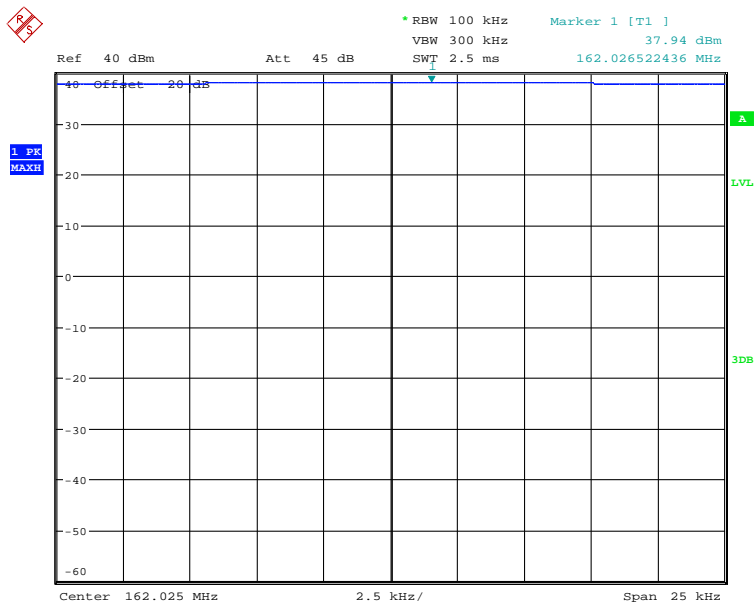 R S
* RBW 100 kHz Marker 1 [T1 ]
VBW 300 kHz 37.94 dBm
Ref 40 dBm Att 45 dB SWT 2.5 ms 162.026522436 MHz
1
40 Offset 20 dB
A
30
1 PK
MAXH
20
LVL
10
0
-10
3DB
-20
-30
-40
-50
-60
Center 162.025 MHz 2.5 kHz/ Span 25 kHz